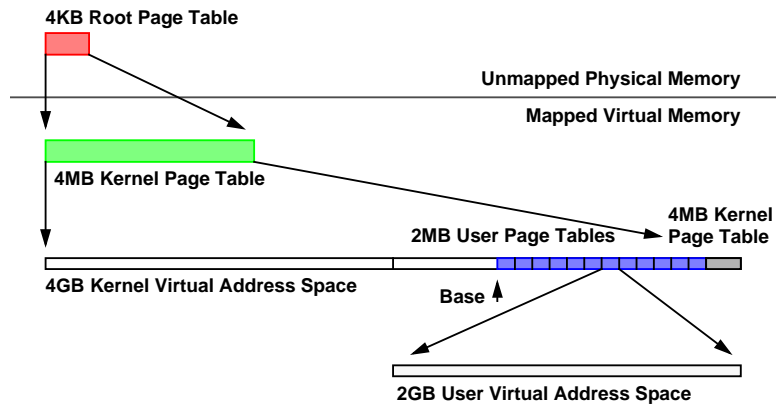 4KB Root Page Table
Unmapped Physical Memory
Mapped Virtual Memory
4MB Kernel Page Table
4MB Kernel
Page Table
2MB User Page Tables
4GB Kernel Virtual Address Space
Base
2GB User Virtual Address Space